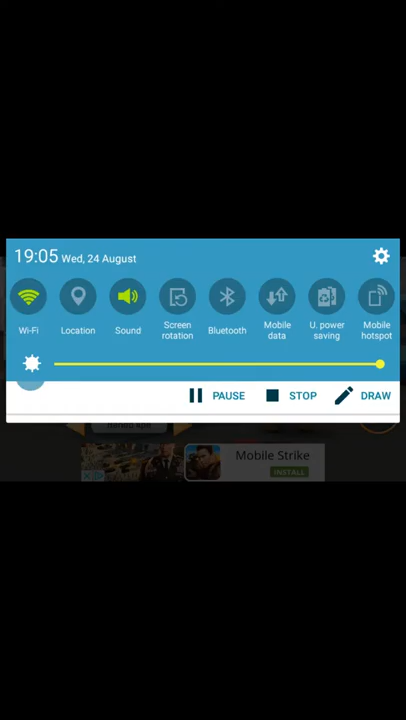 19:05 Wed, 24 August
Wi-Fi
Location
Sound
Screen
rotation
Bluetooth
Mobile
data
U. power
saving
Mobile
hotspot
PAUSE
STOP
DRAW
Mobile Strike
INSTALL